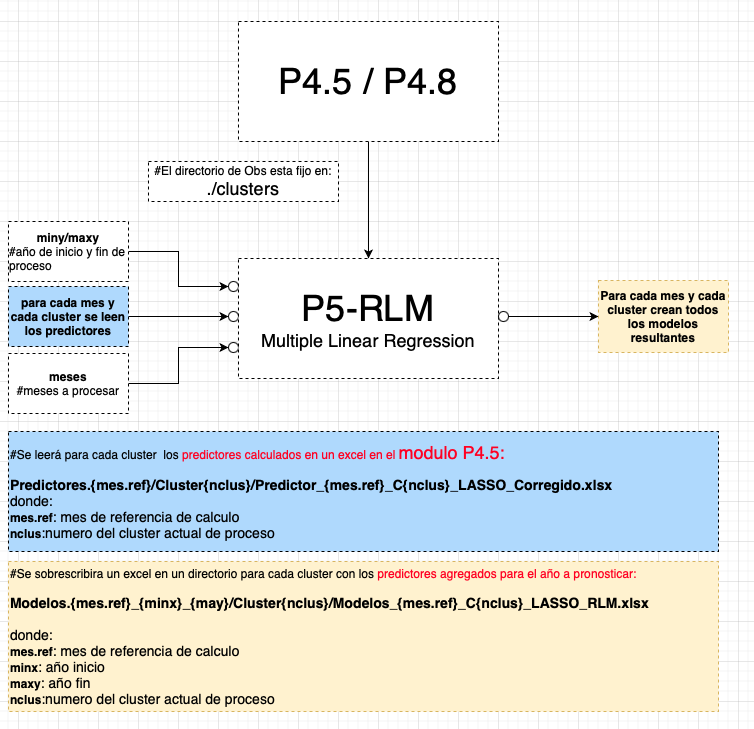 P4.5 / P4.8
#El directorio de Obs esta fijo en:
./clusters
miny/maxy
#año de inicio y fin de
proceso
para cada mes y
cada cluster se leen
los predictores
meses
#meses a procesar
P5-RLM
Multiple Linear Regression
Para cada mes y cada
cluster crean todos
los modelos
resultantes
#Se leerá para cada cluster los predictores calculados en un excel en el modulo P4.5:
Predictores.{mes.ref}/Cluster{nclus}/Predictor_{mes.ref}_C{nclus}_LASSO_Corregido.xlsx
donde:
mes.ref: mes de referencia de calculo
nclus:numero del cluster actual de proceso
#Se sobrescribira un excel en un directorio para cada cluster con los predictores agregados para el año a pronosticar:
Modelos.{mes.ref}_{minx}_{may}/Cluster{nclus}/Modelos_{mes.ref}_C{nclus}_LASSO_RLM.xlsx
donde:
mes.ref: mes de referencia de calculo
minx: año inicio
maxy: año fin
nclus:numero del cluster actual de proceso